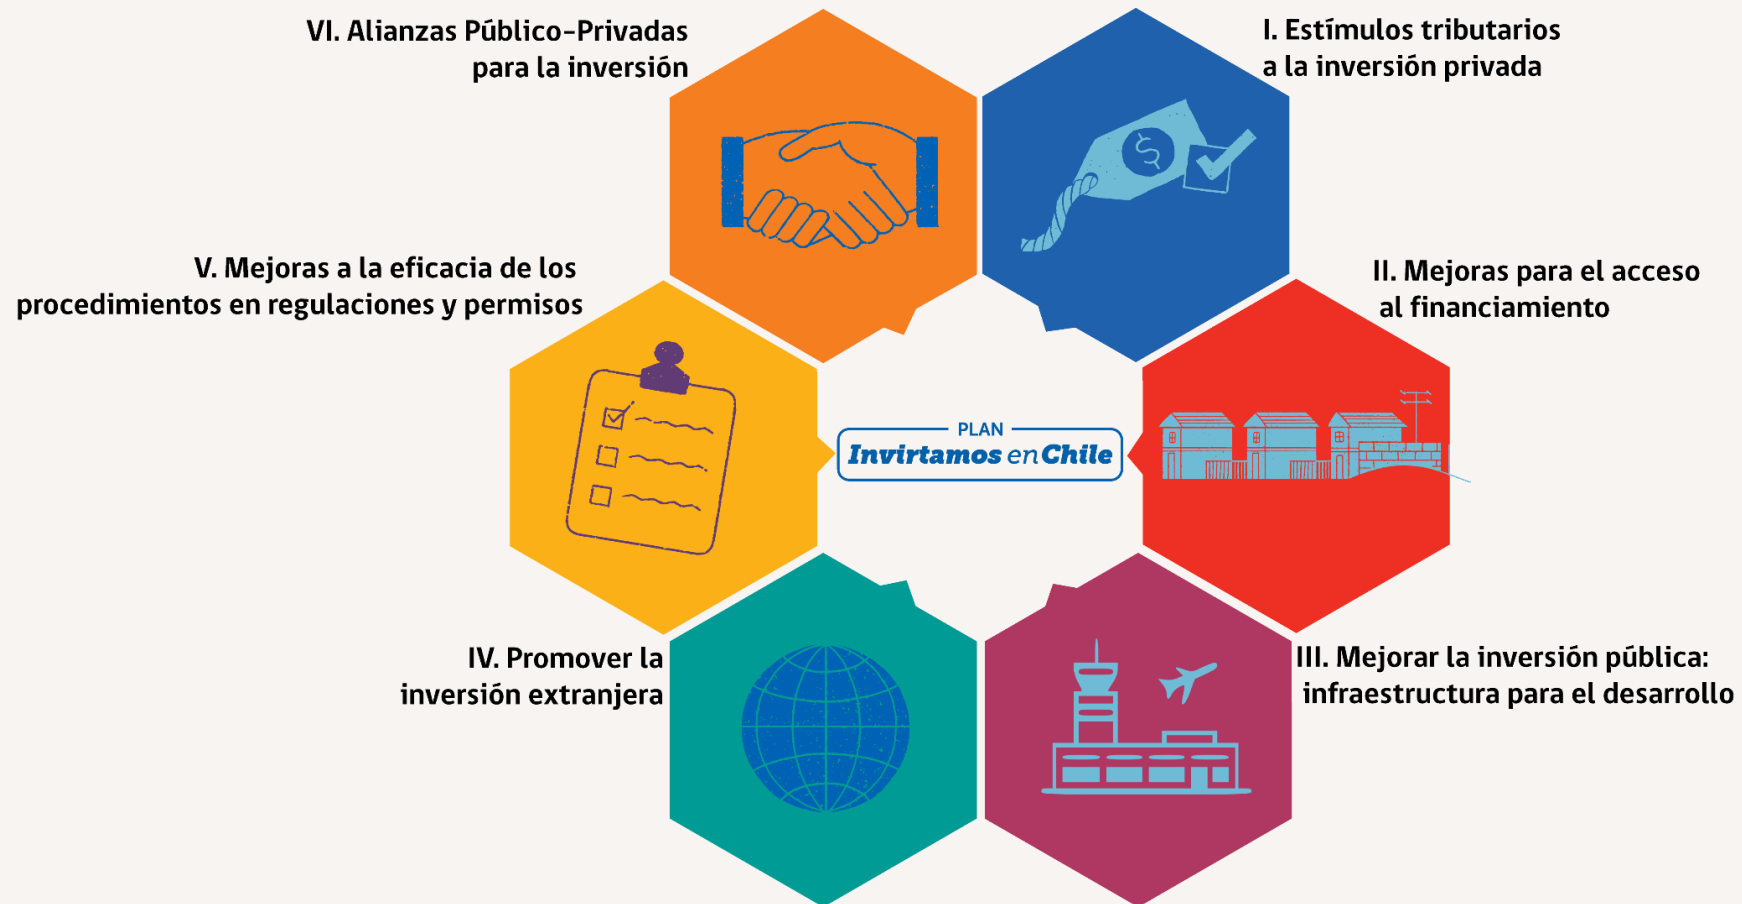 VI. Alianzas Público-Privadas
para la inversión
I. Estímulos tributarios
a la inversión privada
V. Mejoras a la eficacia de los
procedimientos en regulaciones y permisos
II. Mejoras para el acceso
al financiamiento
PLAN
Invirtamos en Chile
IV. Promover la
inversión extranjera
III. Mejorar la inversión pública:
infraestructura para el desarrollo